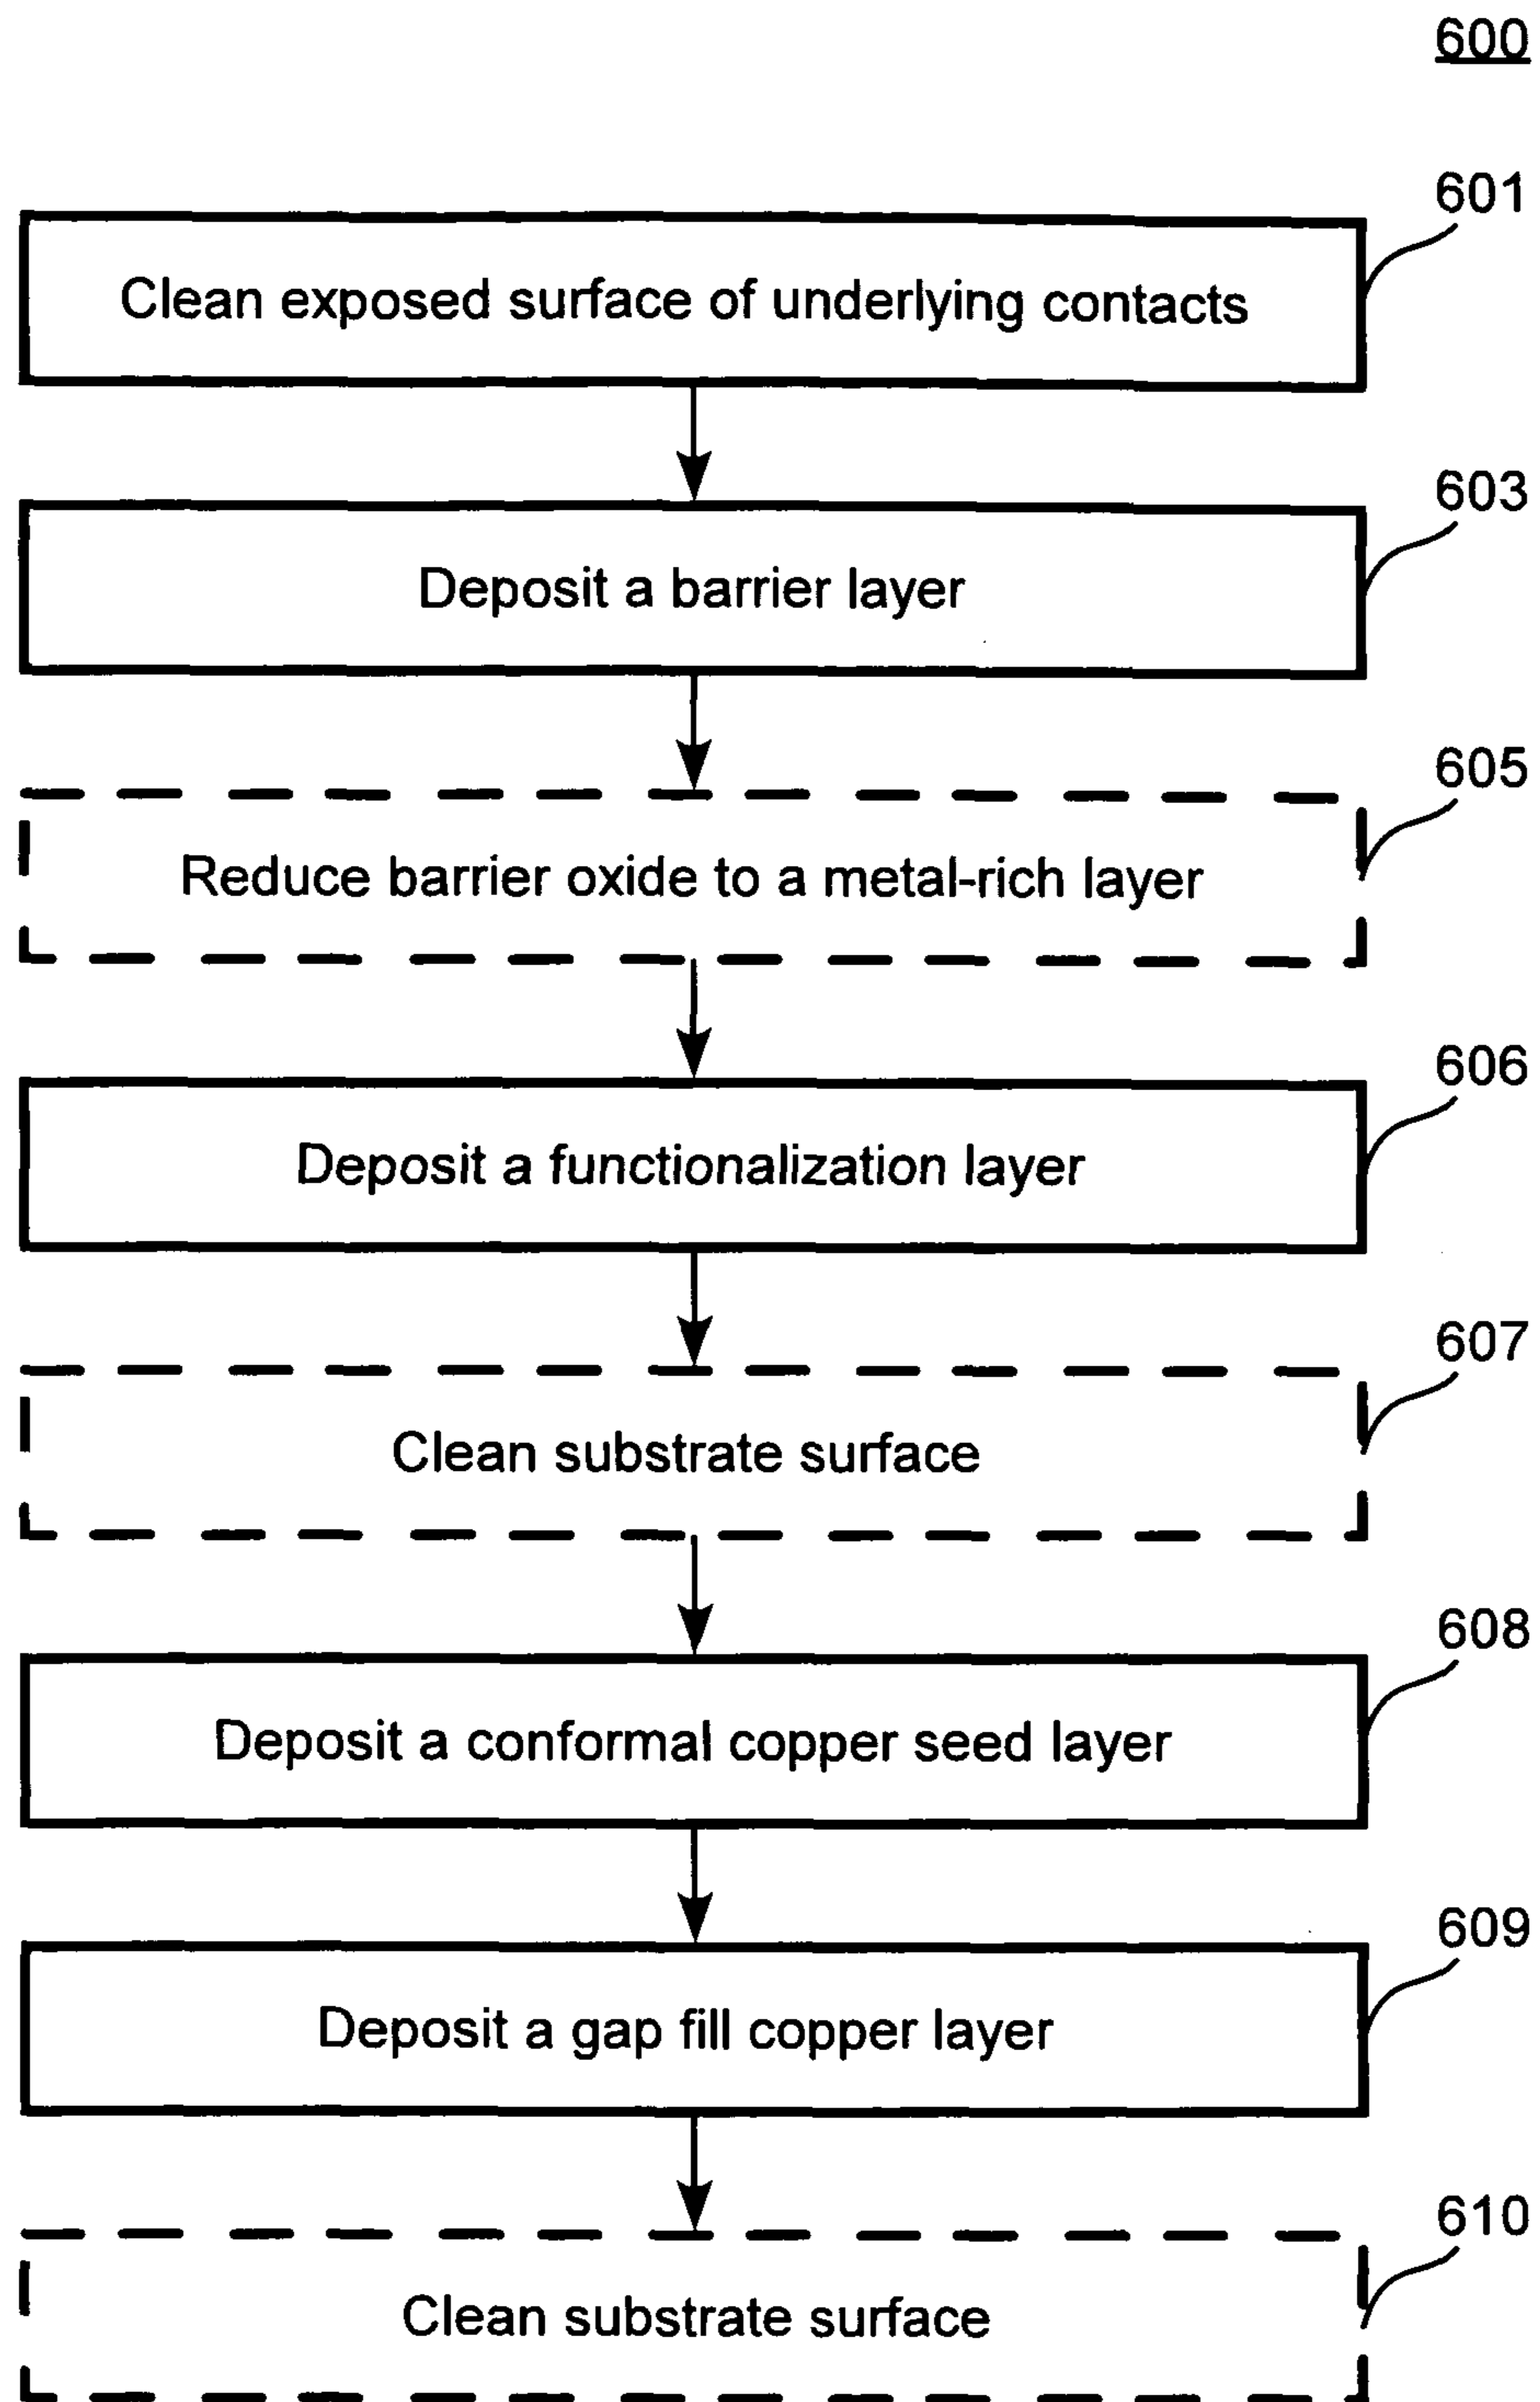 600
601
Clean exposed surface of underlying contacts
603
Deposit a barrier layer
605
Reduce barrier oxide to a metal-rich layer
606
Deposit a functionalization layer
607
Clean substrate surface
608
Deposit a conformal copper seed layer
609
Deposit a gap fill copper layer
610
Clean substrate surface